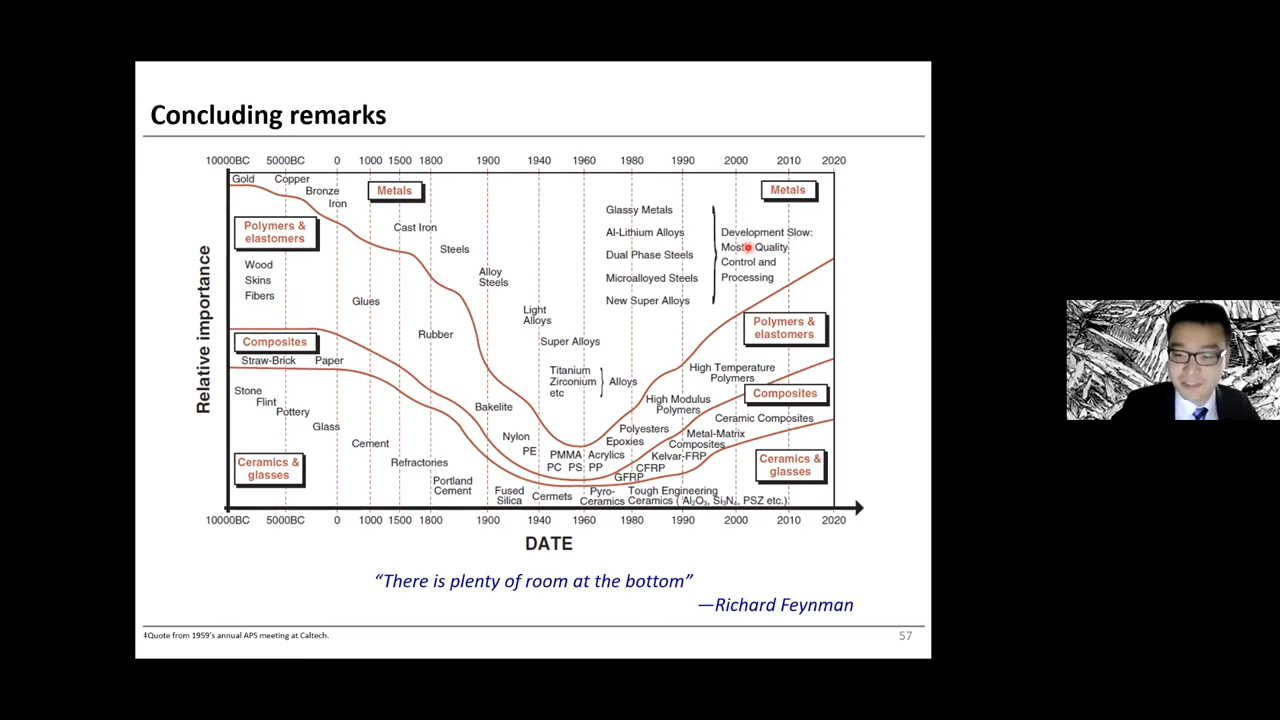 Concluding remarks
10000BC 5000BC 0 1000 1500 1800 1900 1940 1960 1980 1990 2000 2010 2020
Gold
Copper
Bronze
Iron
Metals
Metals
Polymers &
elastomers
Wood
Skins
Fibers
Glues
Cast Iron
Steels
Alloy
Steels
Rubber
Light
Alloys
Super Alloys
Titanium
Zirconium
etc
Alloys
Glassy Metals
Al-Lithium Alloys
Dual Phase Steels
Microalloyed Steels
New Super Alloys
Development Slow:
Quality
Control and
Processing
Polymers &
elastomers
Composites
Straw-Brick
Paper
Stone
Flint
Pottery
Glass
Cement
Refractories
Portland
Cement
Bakelite
Nylon
PE
PMMA Acrylics
PC PS PP
Polyesters
Epoxies
High Modulus
Polymers
High Temperature
Polymers
Composites
Ceramic Composites
Metal-Matrix
Composites
Kelvar-FRP
CFRP
GFRP
Ceramics &
glasses
Fused
Silica
Cermets
Pyro-
Ceramics
Tough Engineering
Ceramics ( Al2O3, Si3N4, PSZ etc.)
Ceramics &
glasses
Relative importance
10000BC 5000BC 0 1000 1500 1800 1900 1940 1960 1980 1990 2000 2010 2020
DATE
“There is plenty of room at the bottom”
—Richard Feynman
‡Quote from 1959’s annual APS meeting at Caltech.
57